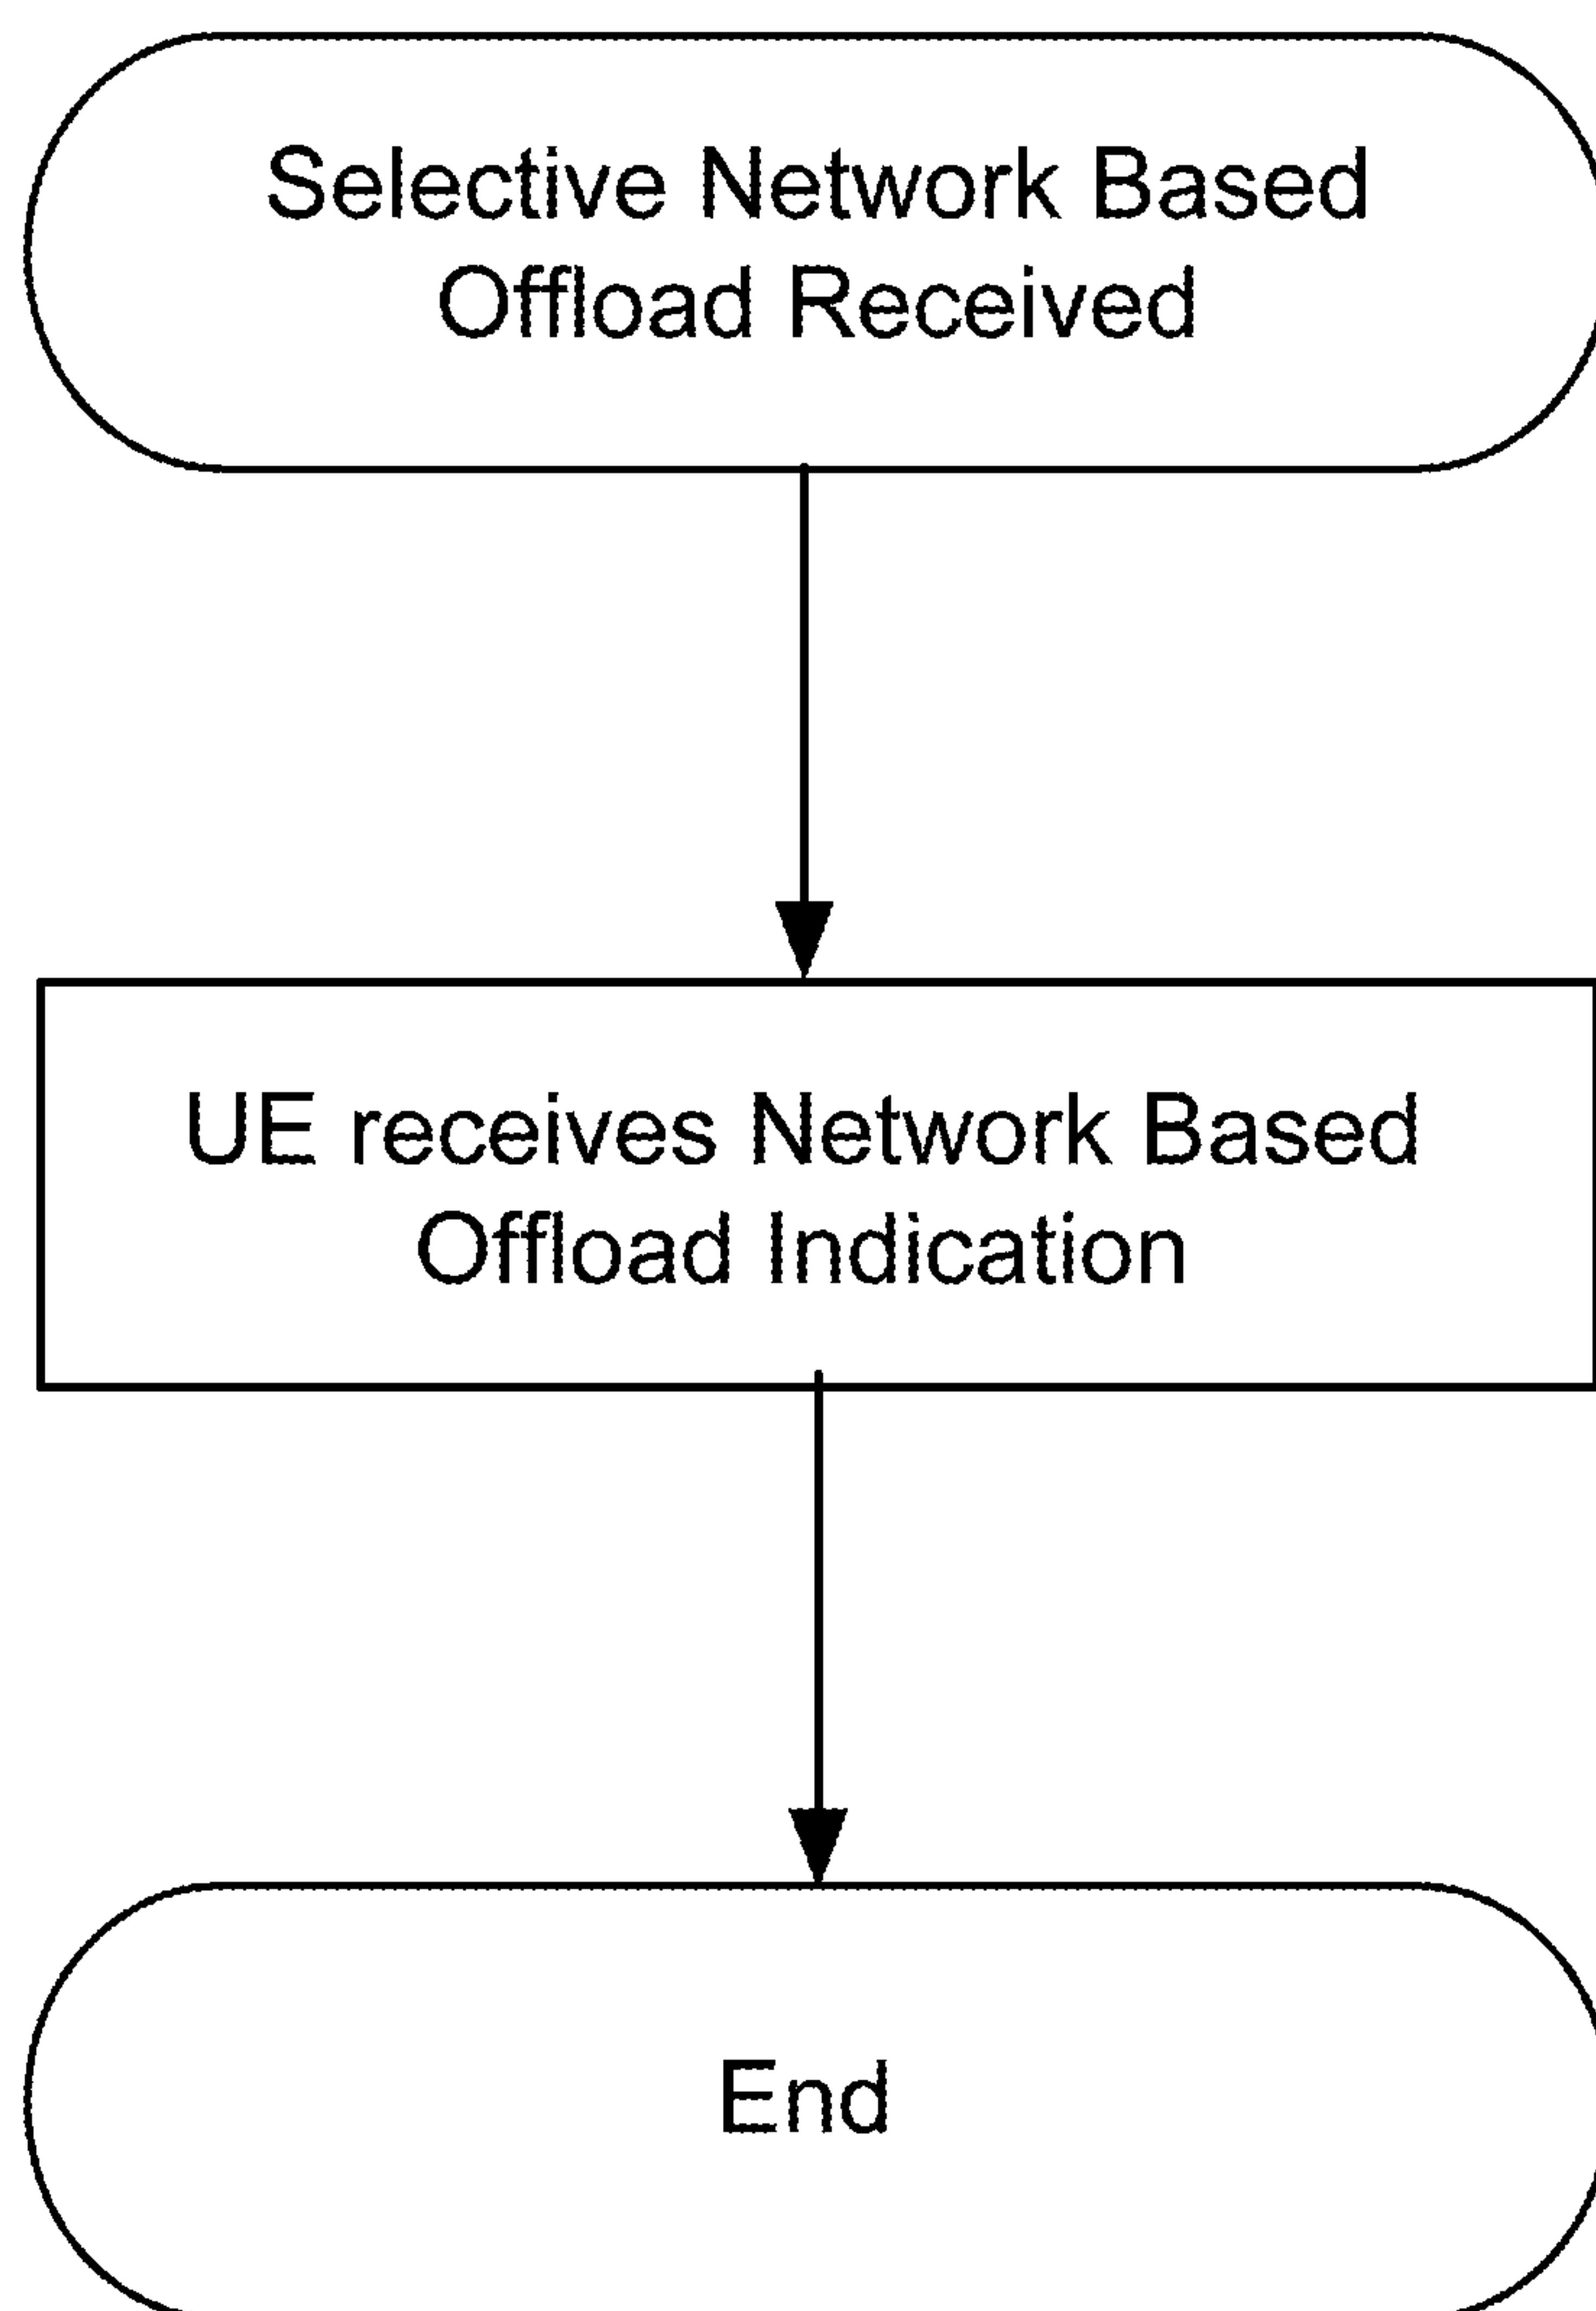 Selective Network Based
Offload Received
UE receives Network Based
Offload Indication
End